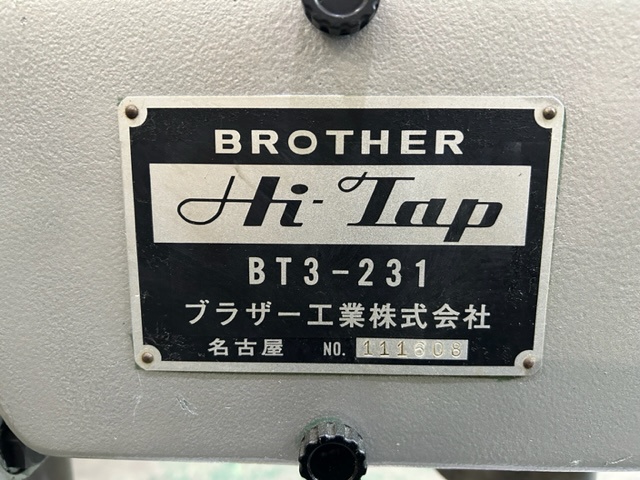 BROTHER
Hi-Tap
BT3-231
ブラザー工業株式会社
名古屋 NO. 111608